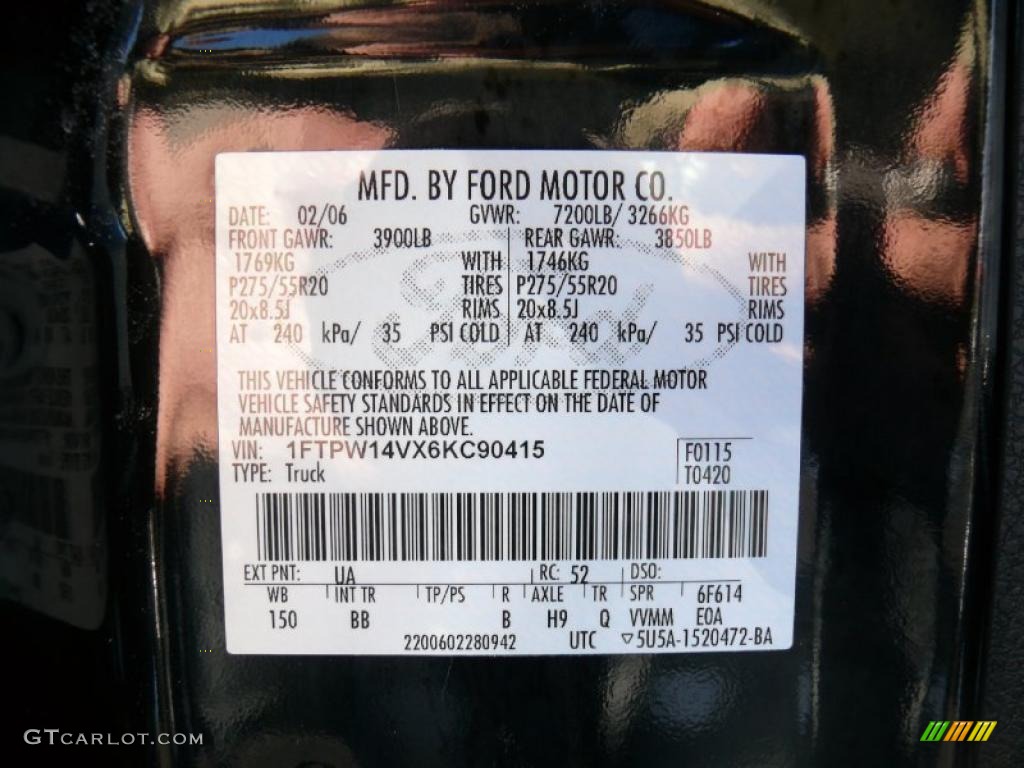 MFD. BY FORD MOTOR CO.
DATE: 02/06 GVWR: 7200LB/ 3266KG
FRONT GAWR: 3900LB REAR GAWR: 3850LB
1769KG WITH 1746KG WITH
P275/55R20 TIRES P275/55R20 TIRES
20x8.5J RIMS 20x8.5J RIMS
AT 240 kPa/ 35 PSI COLD AT 240 kPa/ 35 PSI COLD
Ford
THIS VEHICLE CONFORMS TO ALL APPLICABLE FEDERAL MOTOR
VEHICLE SAFETY STANDARDS IN EFFECT ON THE DATE OF
MANUFACTURE SHOWN ABOVE.
VIN: 1FTPW14VX6KC90415 F0115
TYPE: Truck T0420
EXT PNT: UA RC: 52 DSO:
WB INT TR TP/PS R AXLE TR SPR 6F614
150 BB B H9 Q VVMM EOA
2200602280942 UTC ▽5U5A-1520472-BA
GTCARLOT.COM